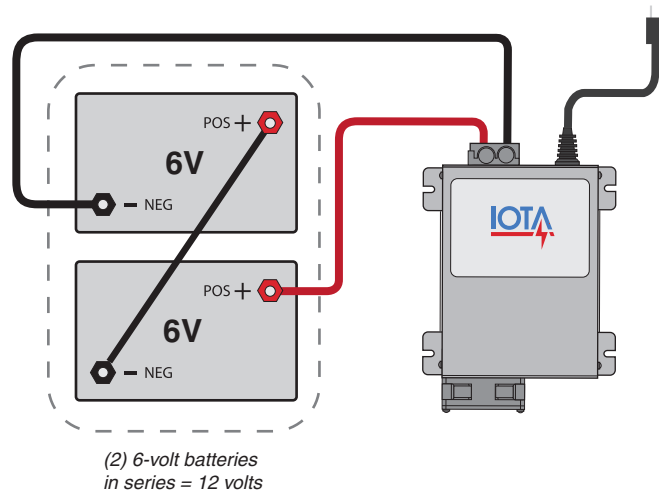 POS +
6V
- NEG
IOTA
POS +
6V
- NEG
(2) 6-volt batteries
in series = 12 volts